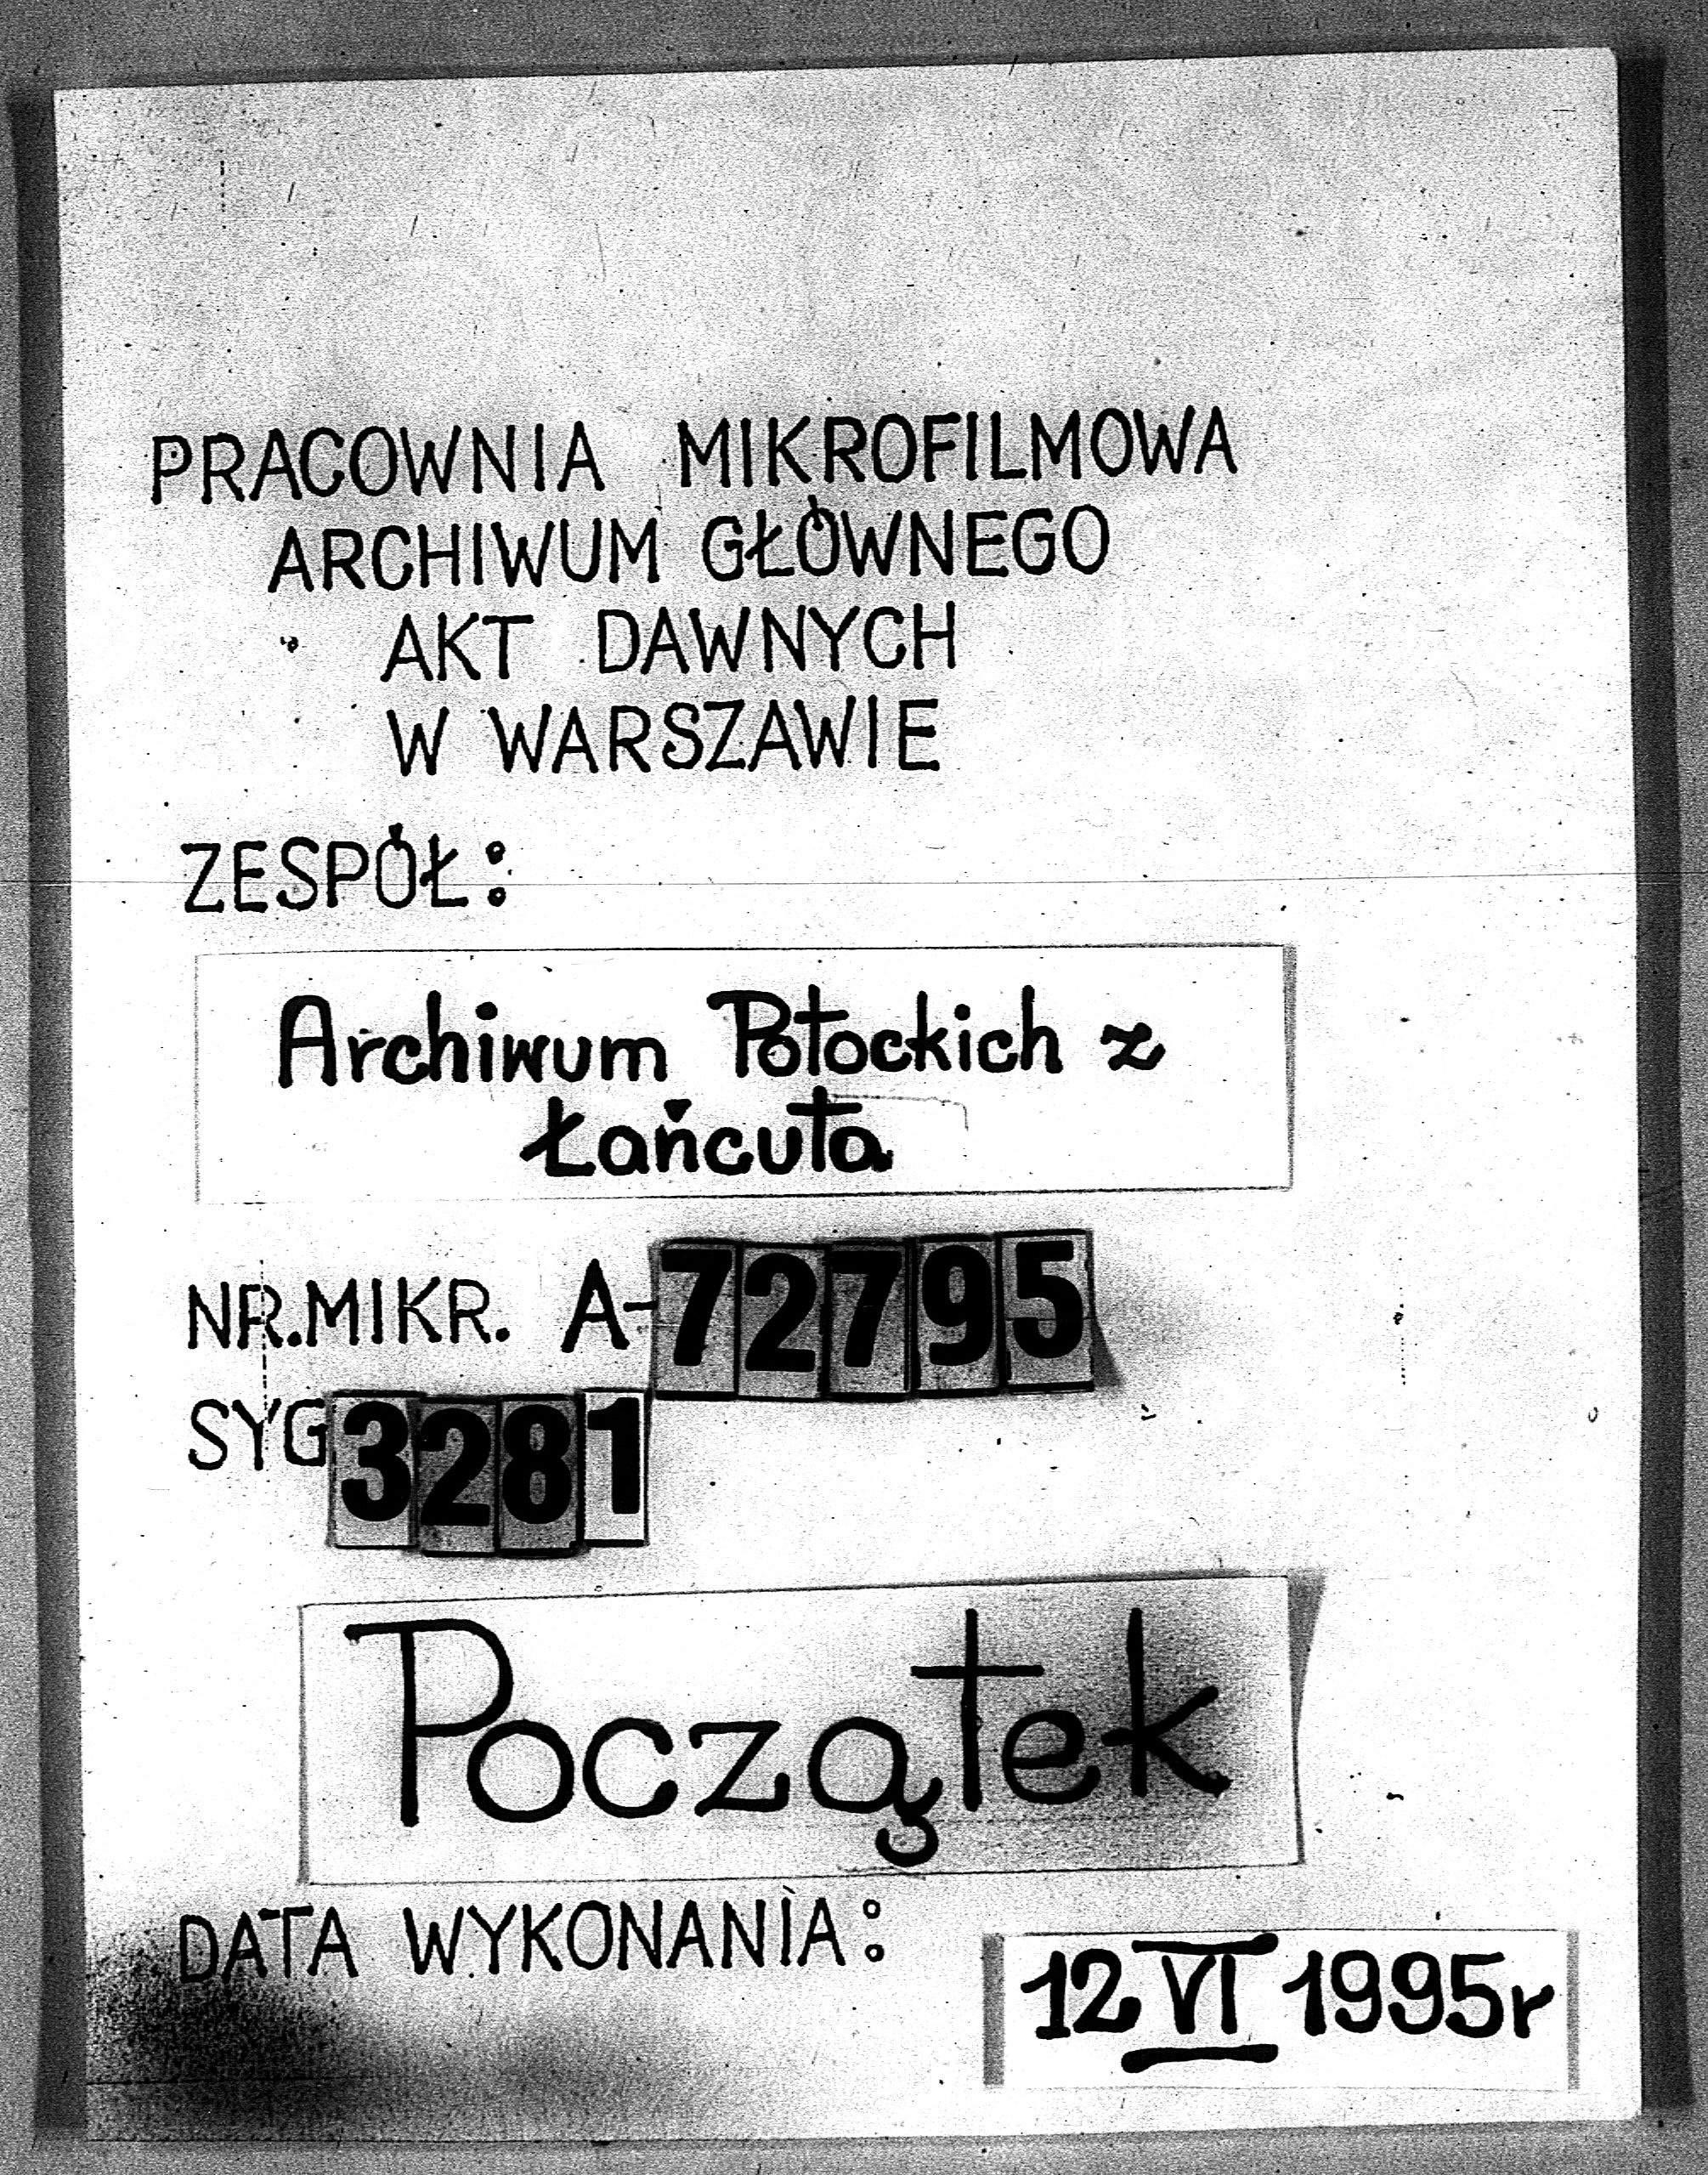 PRACOWNIA MIKROFILMOWA
ARCHIWUM GŁÓWNEGO
AKT DAWNYCH
W WARSZAWIE
ZESPÓŁ:
Archiwum Potockich z
Łańcuta
NR.MIKR. A-72795
SYG 3281
Początek
DATA WYKONANIA:
12 VI 1995r